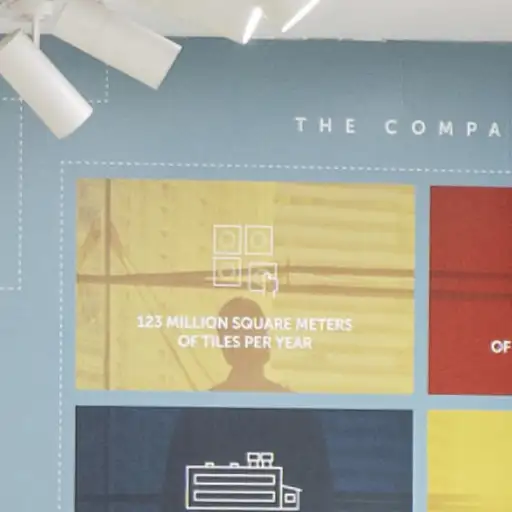 THE COMPA
123 MILLION SQUARE METERS
OF TILES PER YEAR
OF